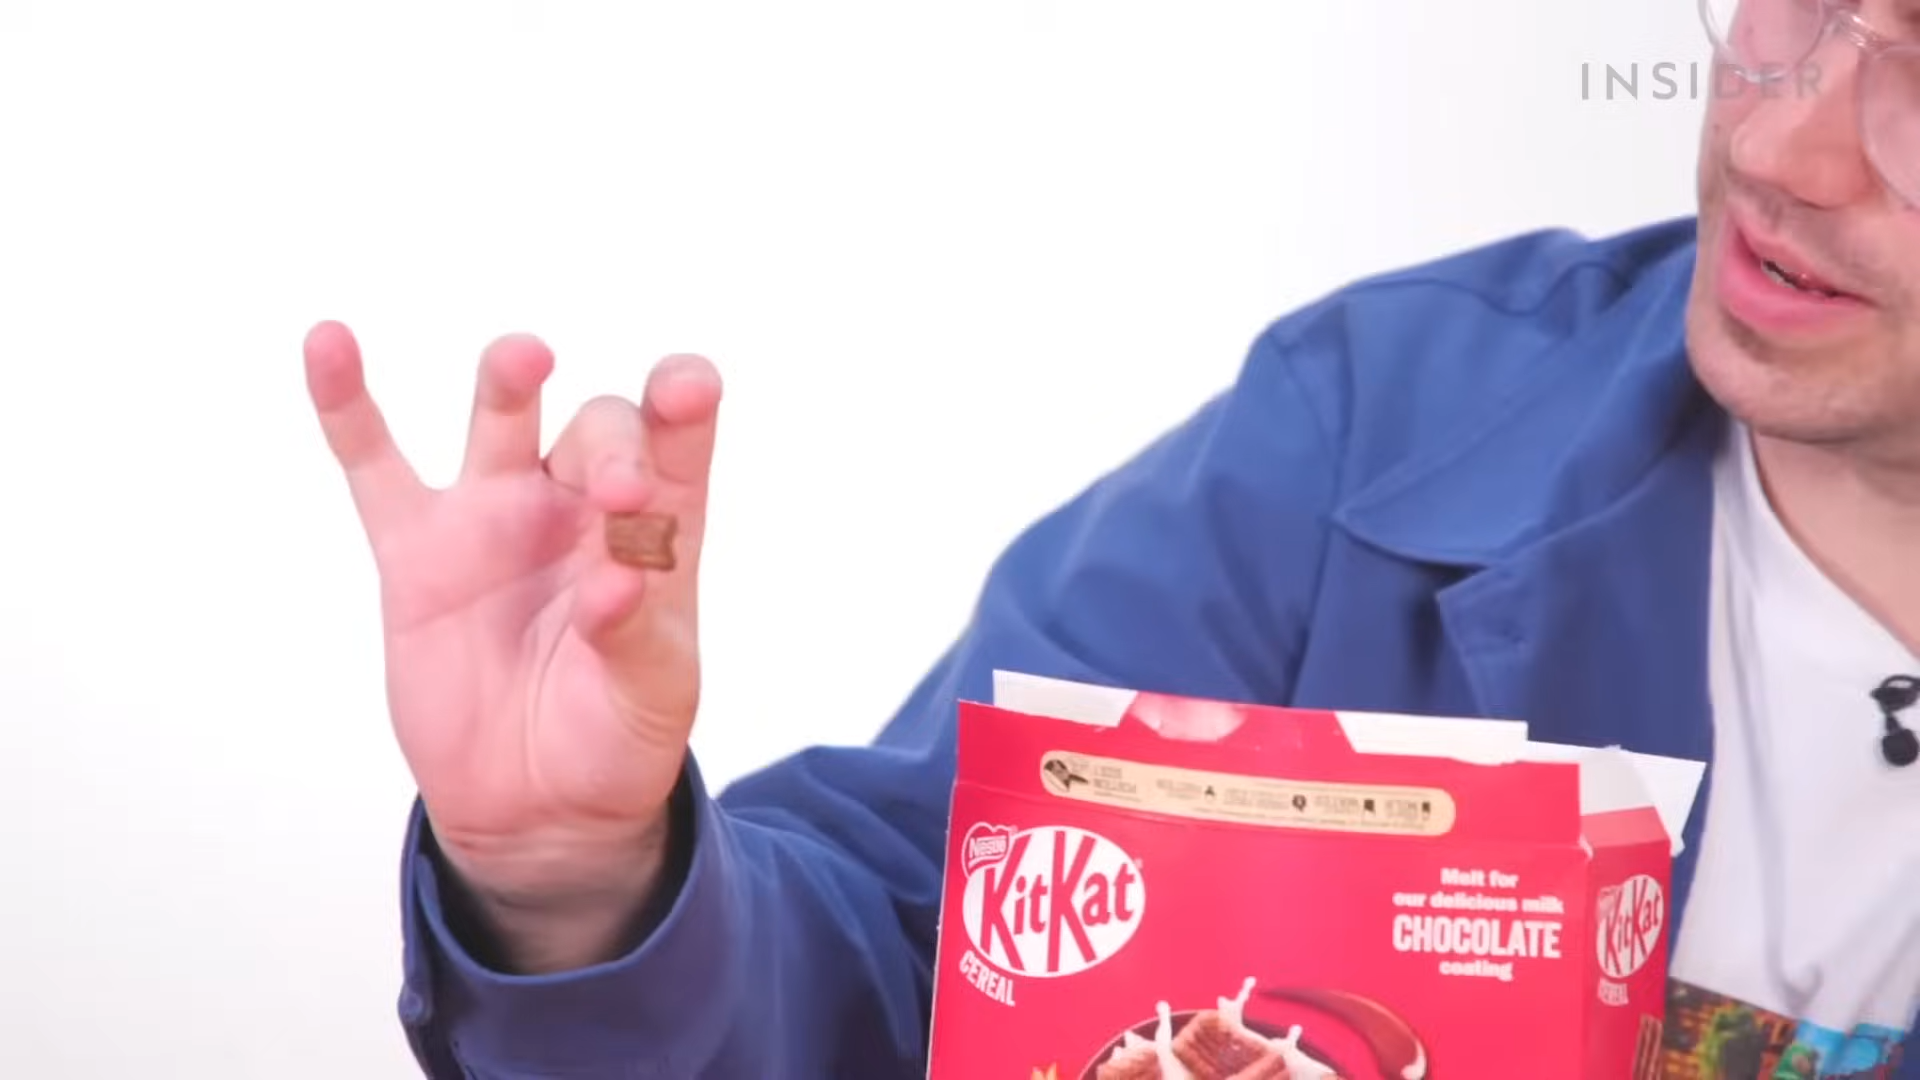 INSIDER
Nestlé
KitKat
CEREAL
Melt for
our delicious milk
CHOCOLATE
coating
KitKat
CEREAL